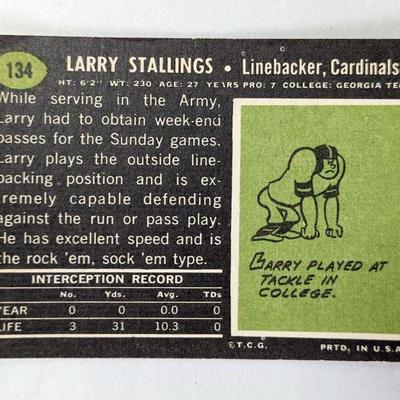 134
LARRY STALLINGS • Linebacker, Cardinals
HT: 6'2" WT: 230 AGE: 27 YEARS PRO: 7 COLLEGE: GEORGIA TEC
While serving in the Army,
Larry had to obtain week-end
passes for the Sunday games.
Larry plays the outside line-
backing position and is ex-
tremely capable defending
against the run or pass play.
He has excellent speed and is
the rock 'em, sock 'em type.
INTERCEPTION RECORD
No. Yds. Avg. TDs
YEAR 0 0 0.0 0
LIFE 3 31 10.3 0
BARRY PLAYED AT
TACKLE IN
COLLEGE.
©T.C.G. PRTD. IN U.S.A